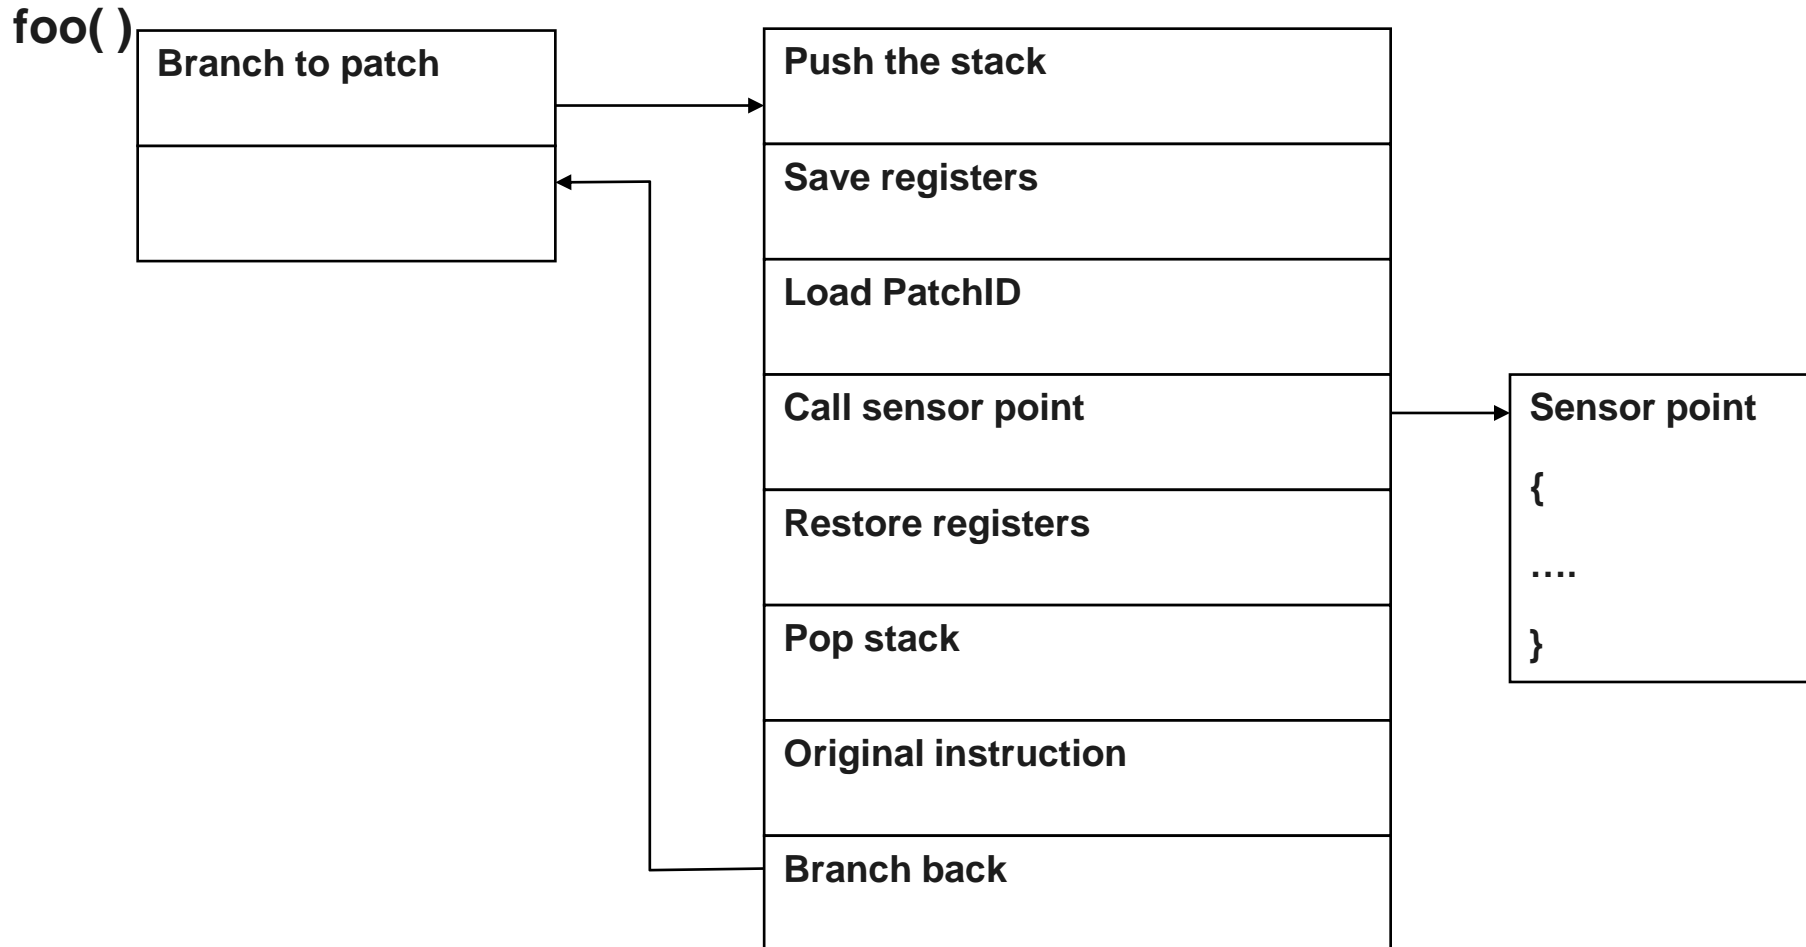 foo( )
Branch to patch
Push the stack
Save registers
Load PatchID
Call sensor point
Restore registers
Pop stack
Original instruction
Branch back
Sensor point
{
....
}